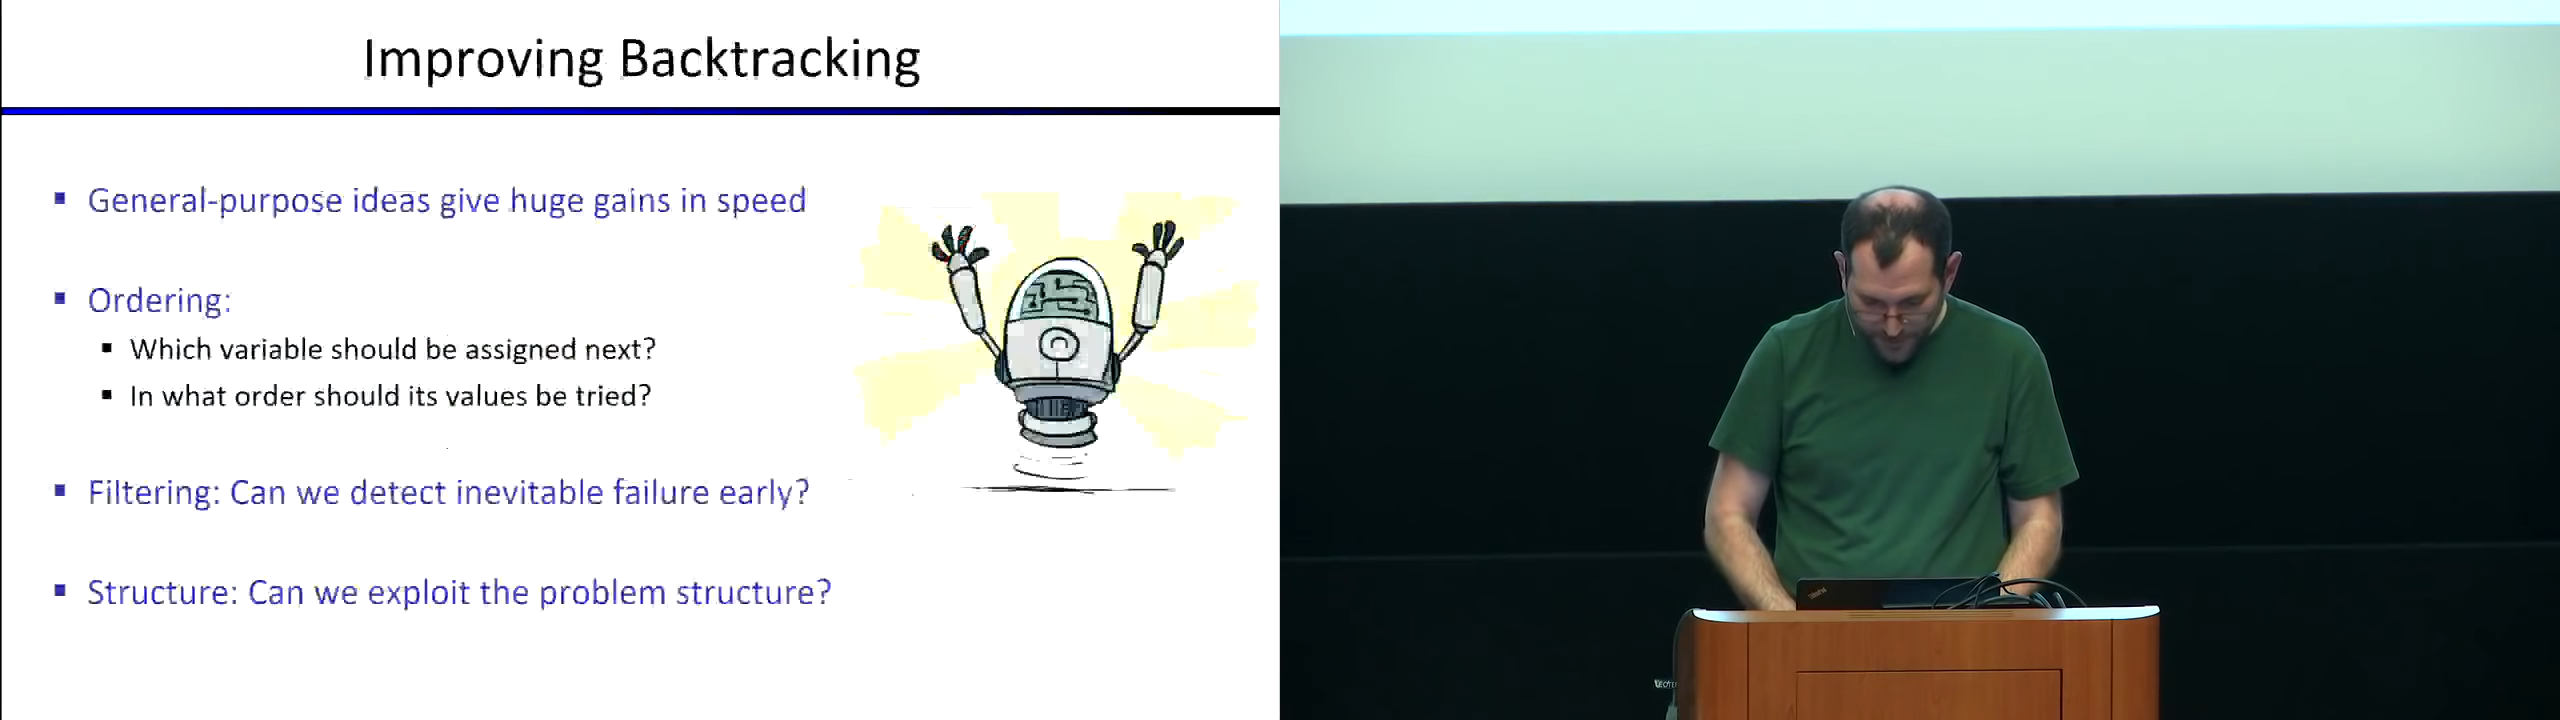 Improving Backtracking
▪ General-purpose ideas give huge gains in speed
▪ Ordering:
▪ Which variable should be assigned next?
▪ In what order should its values be tried?
▪ Filtering: Can we detect inevitable failure early?
▪ Structure: Can we exploit the problem structure?